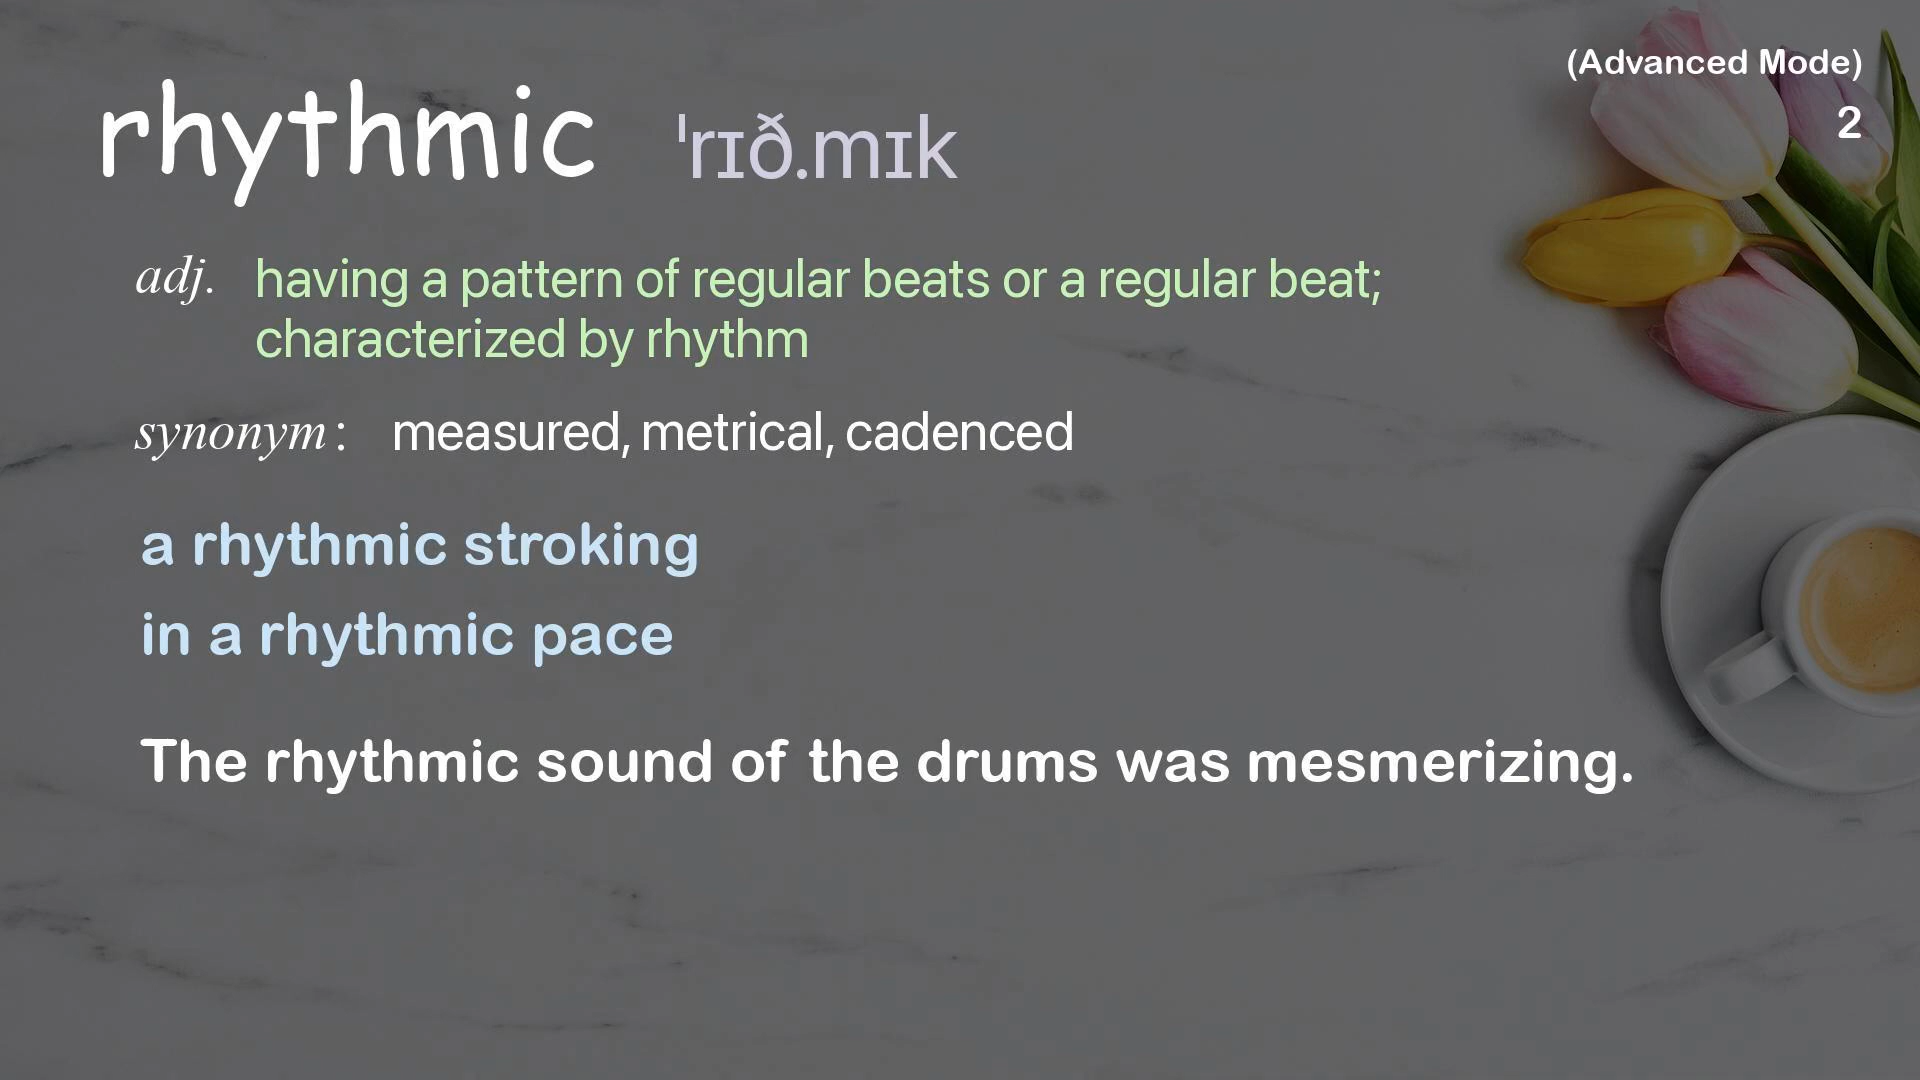 (Advanced Mode)
2
rhythmic ˈrɪð.mɪk
adj. having a pattern of regular beats or a regular beat;
characterized by rhythm
synonym : measured, metrical, cadenced
a rhythmic stroking
in a rhythmic pace
The rhythmic sound of the drums was mesmerizing.